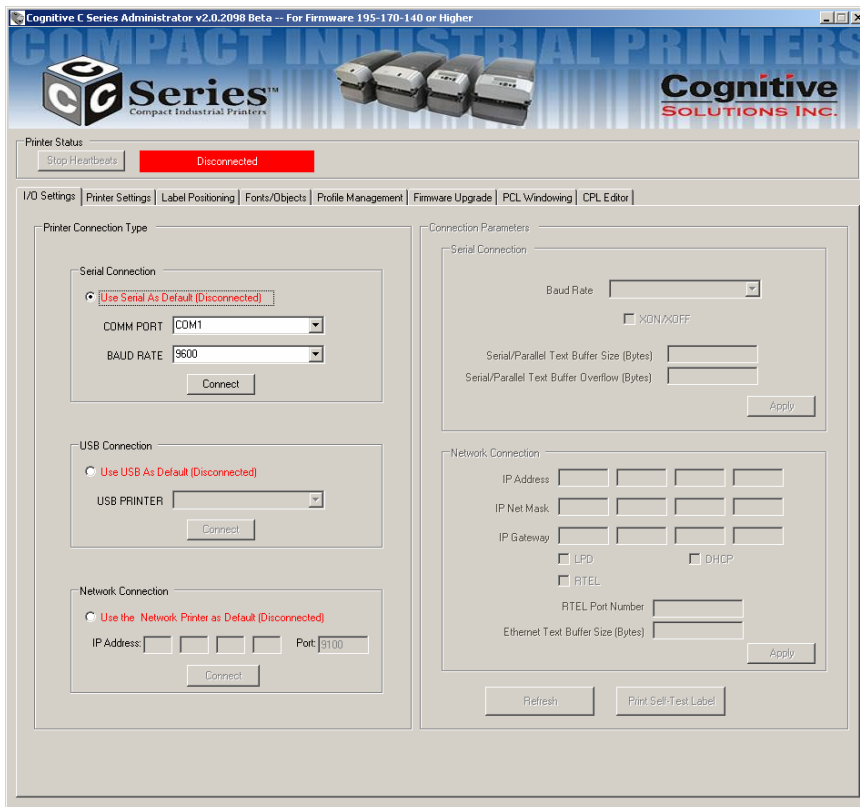 Cognitive C Series Administrator v2.0.2098 Beta -- For Firmware 195-170-140 or Higher
COMPACT INDUSTRIAL PRINTERS
C C C Series™
Compact Industrial Printers
Cognitive
SOLUTIONS INC.
Printer Status
Stop Heartbeats
Disconnected
I/O Settings
Printer Settings
Label Positioning
Fonts/Objects
Profile Management
Firmware Upgrade
PCL Windowing
CPL Editor
Printer Connection Type
Serial Connection
Use Serial As Default (Disconnected)
COMM PORT COM1
BAUD RATE 9600
Connect
USB Connection
Use USB As Default (Disconnected)
USB PRINTER
Connect
Network Connection
Use the Network Printer as Default (Disconnected)
IP Address: Port: 9100
Connect
Connection Parameters
Serial Connection
Baud Rate
XON/XOFF
Serial/Parallel Text Buffer Size (Bytes)
Serial/Parallel Text Buffer Overflow (Bytes)
Apply
Network Connection
IP Address
IP Net Mask
IP Gateway
LPD DHCP
RTEL
RTEL Port Number
Ethernet Text Buffer Size (Bytes)
Apply
Refresh
Print Self-Test Label